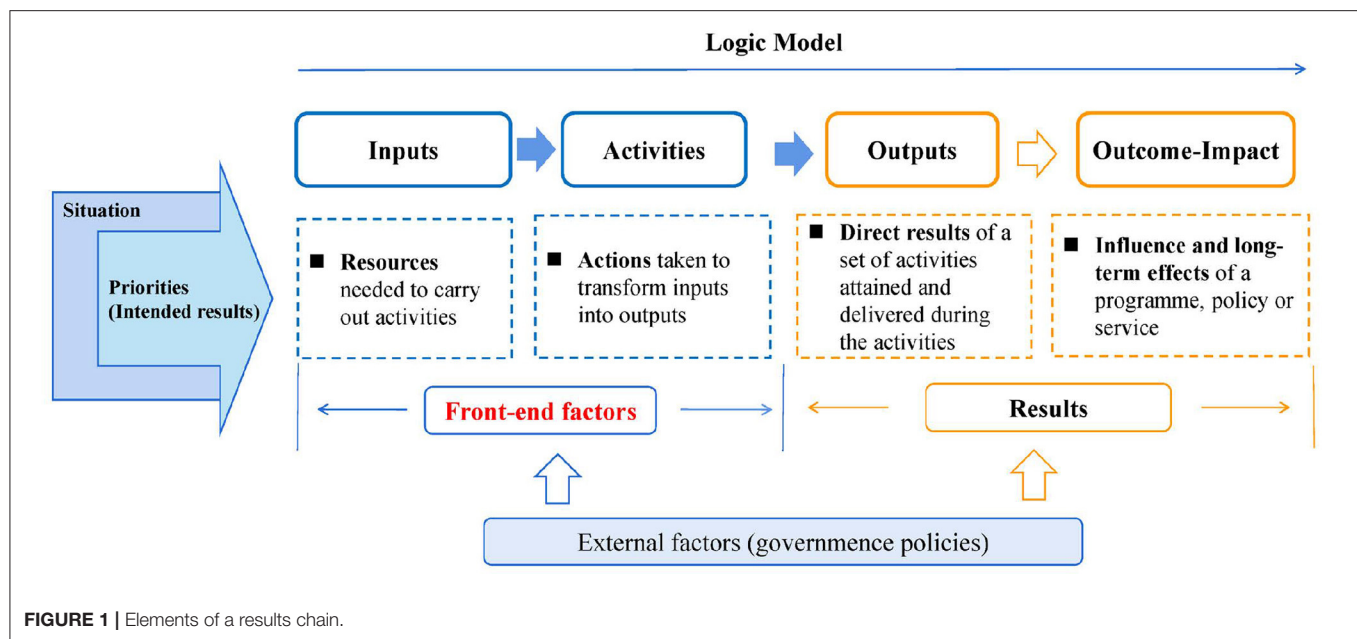 Logic Model
Inputs
Activities
Outputs
Outcome-Impact
Situation
Priorities
(Intended results)
■ Resources
needed to carry
out activities
■ Actions taken to
transform inputs
into outputs
■ Direct results of a
set of activities
attained and
delivered during
the activities
■ Influence and long-
term effects of a
programme, policy or
service
Front-end factors
Results
External factors (governmence policies)
FIGURE 1 | Elements of a results chain.